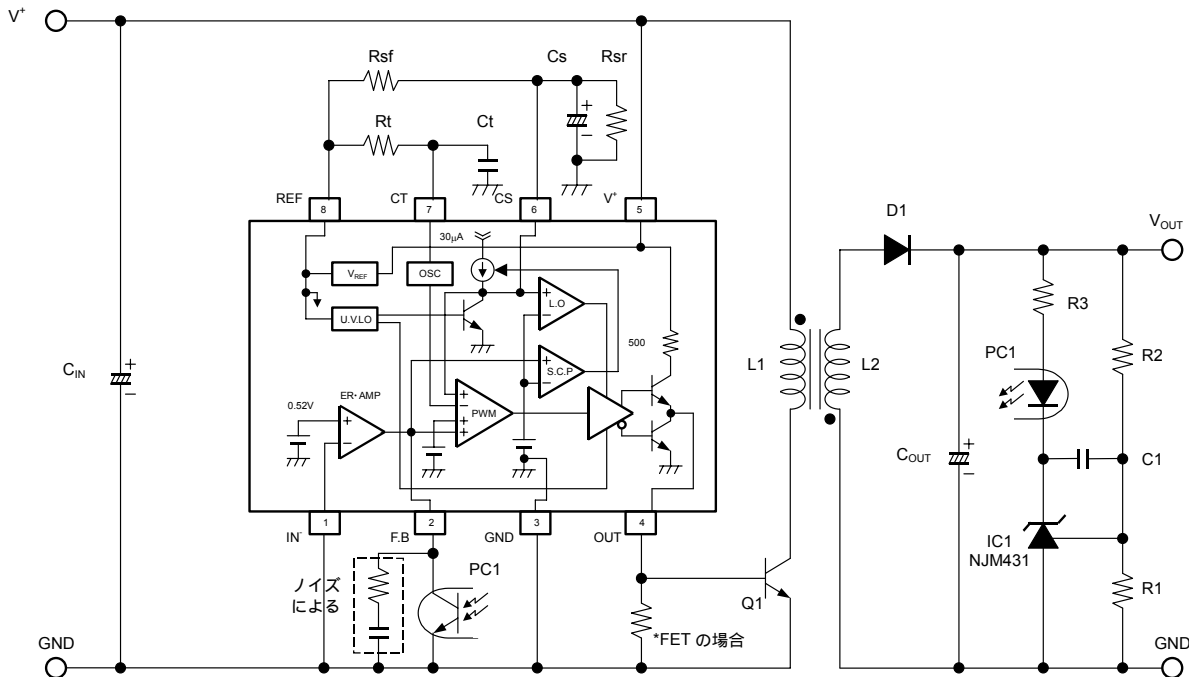 V+
Rsf
Cs
Rsr
Rt
Ct
REF
CT
CS
V+
8
7
6
5
D1
VOUT
30μA
VREF
OSC
L.O
U.V.LO
R3
500
PC1
R2
L1
L2
CIN
S.C.P
ER・AMP
0.52V
PWM
COUT
C1
1
2
3
4
IN-
F.B
GND
OUT
IC1
NJM431
PC1
ノイズ
による
Q1
R1
*FET の場合
GND
GND